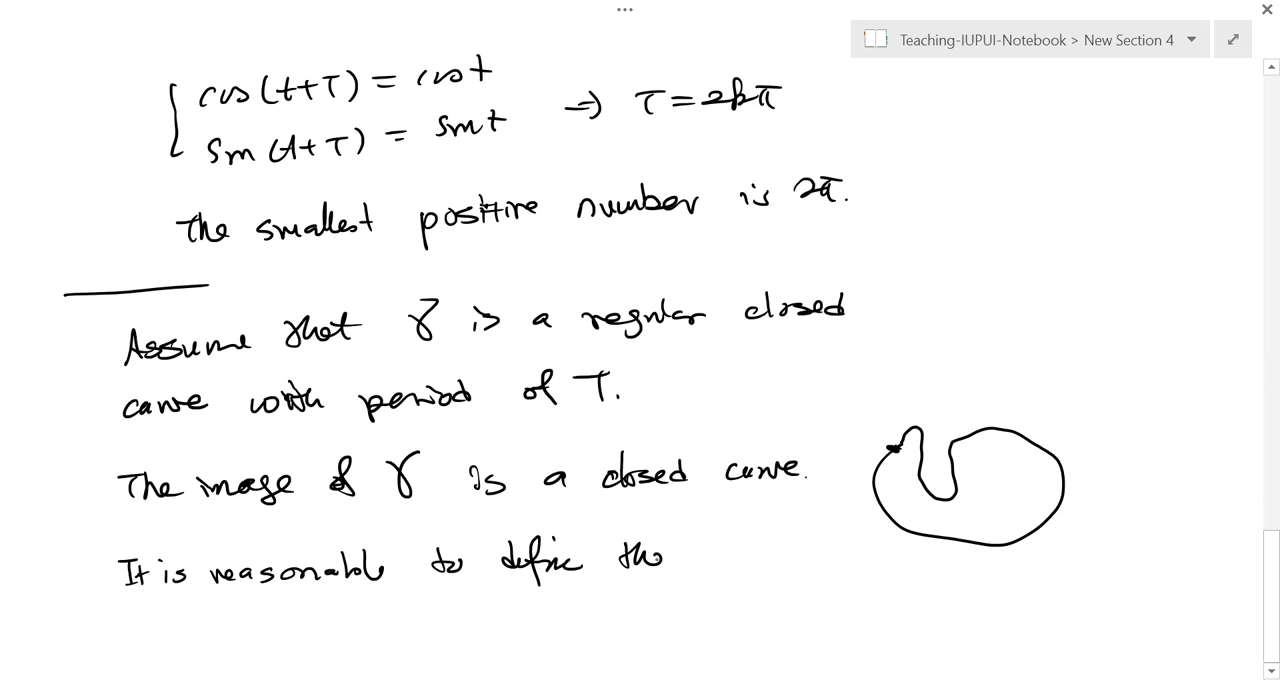 Teaching-IUPUI-Notebook > New Section 4
{ cos(t+T) = cos t
sin(t+T) = sin t ⇒ T = 2kπ
The smallest positive number is 2π.
Assume that γ is a regular closed
curve with period of T.
The image of γ is a closed curve.
It is reasonable to define the